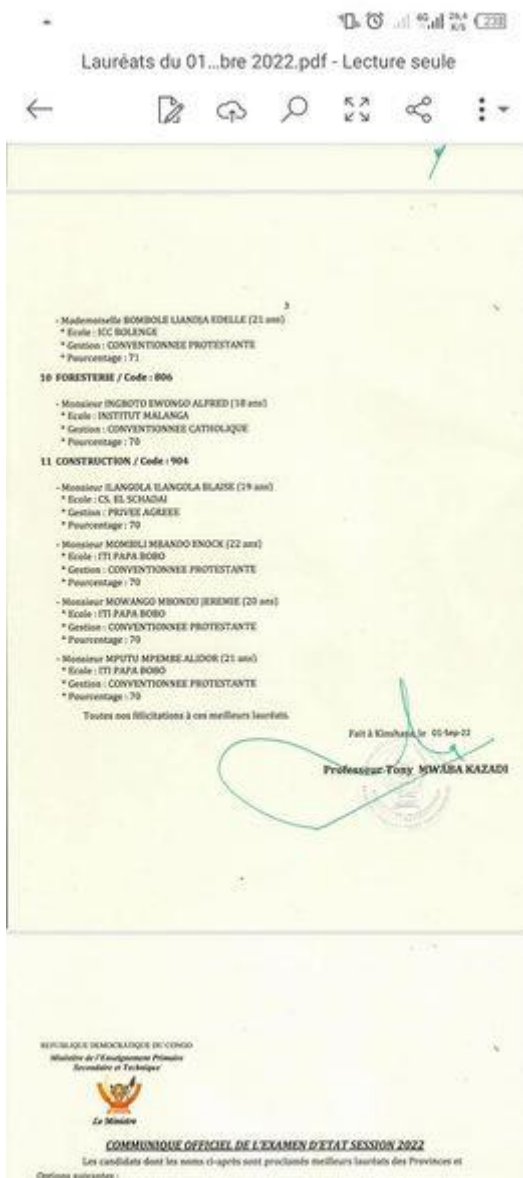 4G 29,4 K/S 23
Lauréats du 01...bre 2022.pdf - Lecture seule
3
- Mademoiselle BOMBOLE LIANDJA EDELLE (21 ans)
* Ecole : ICC BOLENGE
* Gestion : CONVENTIONNEE PROTESTANTE
* Pourcentage : 71
10 FORESTERIE / Code : 806
- Monsieur INGBOTO EWONGO ALFRED (18 ans)
* Ecole : INSTITUT MALANGA
* Gestion : CONVENTIONNEE CATHOLIQUE
* Pourcentage : 70
11 CONSTRUCTION / Code : 904
- Monsieur ILANGOLA ILANGOLA BLAISE (19 ans)
* Ecole : CS. EL SCHADAI
* Gestion : PRIVEE AGREEE
* Pourcentage : 70
- Monsieur MOMBILI MBANDO ENOCK (22 ans)
* Ecole : ITI PAPA BOBO
* Gestion : CONVENTIONNEE PROTESTANTE
* Pourcentage : 70
- Monsieur MOWANGO MBONDU JEREMIE (20 ans)
* Ecole : ITI PAPA BOBO
* Gestion : CONVENTIONNEE PROTESTANTE
* Pourcentage : 70
- Monsieur MPUTU MPEMBE ALIDOR (21 ans)
* Ecole : ITI PAPA BOBO
* Gestion : CONVENTIONNEE PROTESTANTE
* Pourcentage : 70
Toutes nos félicitations à ces meilleurs lauréats.
Fait à Kinshasa, le 01-Sep-22
Professeur Tony MWABA KAZADI
REPUBLIQUE DEMOCRATIQUE DU CONGO
Ministère de l'Enseignement Primaire
Secondaire et Technique
Le Ministre
COMMUNIQUE OFFICIEL DE L'EXAMEN D'ETAT SESSION 2022
Les candidats dont les noms ci-après sont proclamés meilleurs lauréats des Provinces et
Options suivantes :